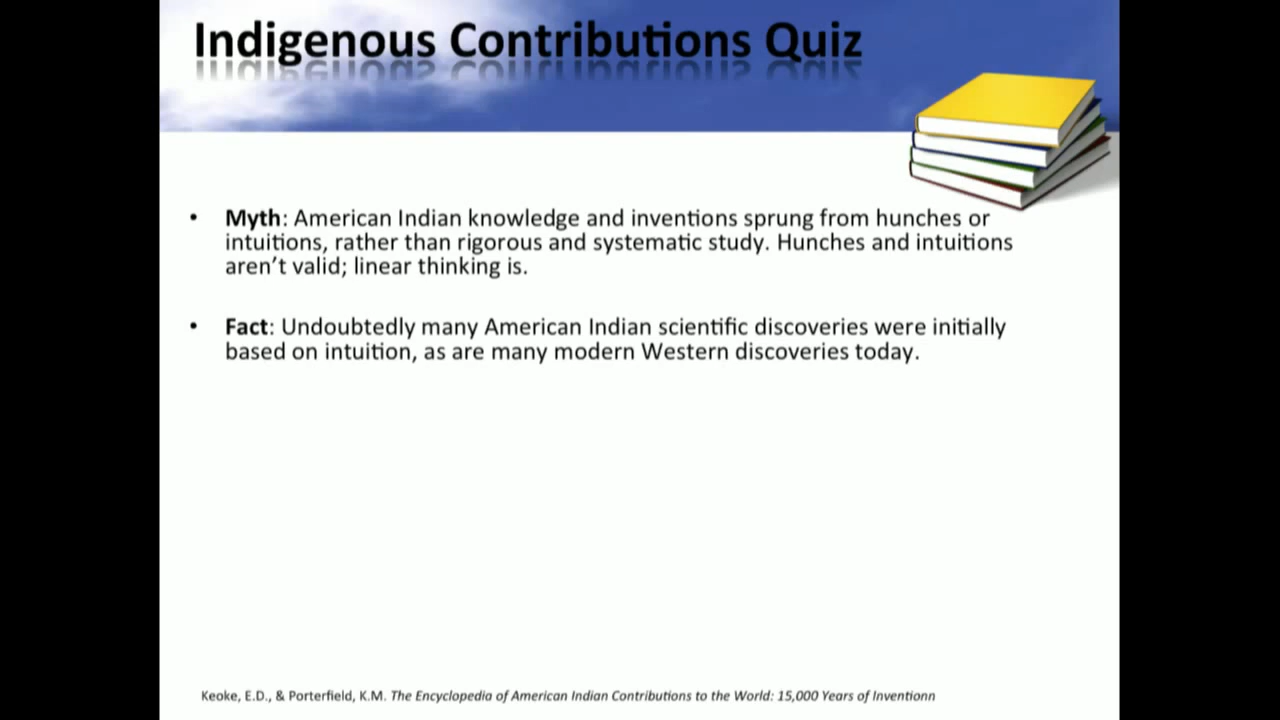 Indigenous Contributions Quiz
• Myth: American Indian knowledge and inventions sprung from hunches or
intuitions, rather than rigorous and systematic study. Hunches and intuitions
aren't valid; linear thinking is.
• Fact: Undoubtedly many American Indian scientific discoveries were initially
based on intuition, as are many modern Western discoveries today.
Keoke, E.D., & Porterfield, K.M. The Encyclopedia of American Indian Contributions to the World: 15,000 Years of Inventionn